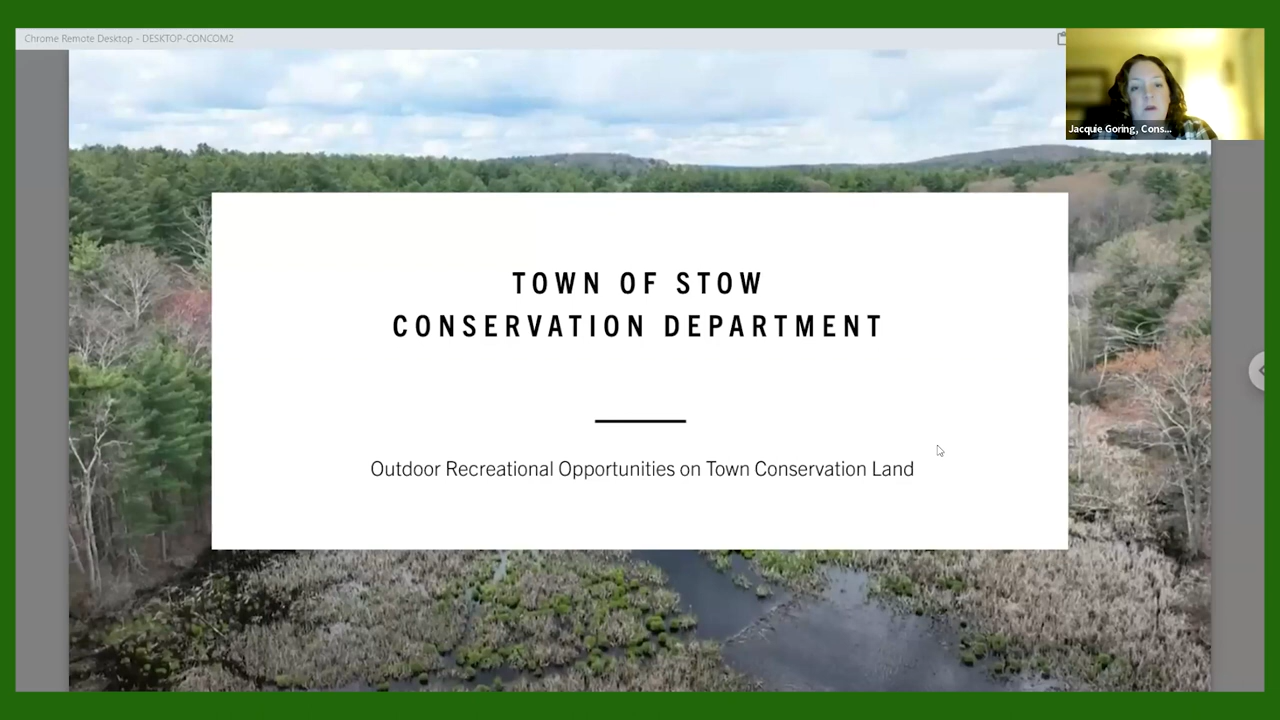 Chrome Remote Desktop - DESKTOP-CONCOM2
Jacquie Goring, Cons...
TOWN OF STOW
CONSERVATION DEPARTMENT
Outdoor Recreational Opportunities on Town Conservation Land